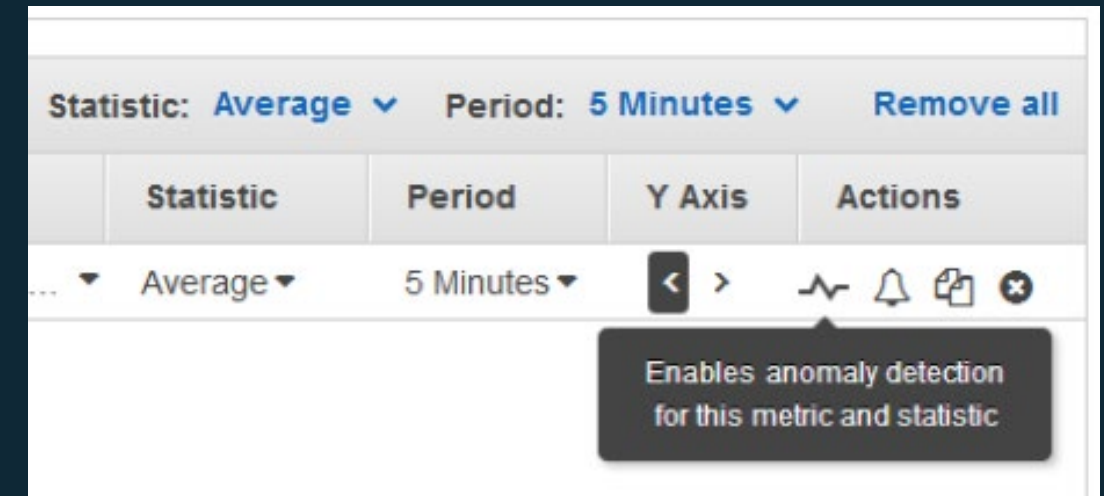 Statistic: Average Period: 5 Minutes Remove all
Statistic Period Y Axis Actions
... Average 5 Minutes < >
Enables anomaly detection
for this metric and statistic